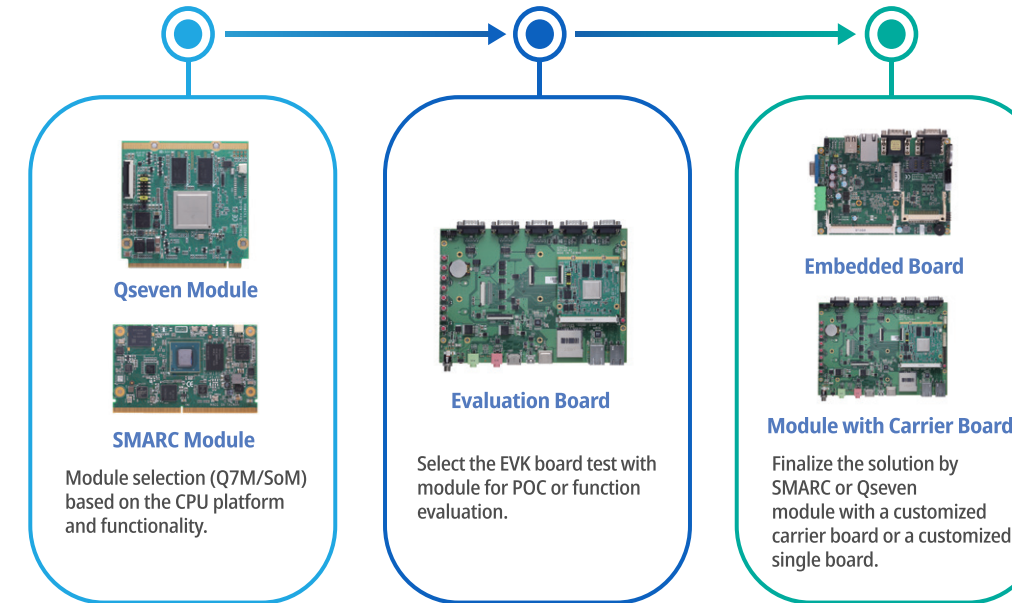 Qseven Module
SMARC Module
Module selection (Q7M/SoM)
based on the CPU platform
and functionality.
Evaluation Board
Select the EVK board test with
module for POC or function
evaluation.
Embedded Board
Module with Carrier Board
Finalize the solution by
SMARC or Qseven
module with a customized
carrier board or a customized
single board.